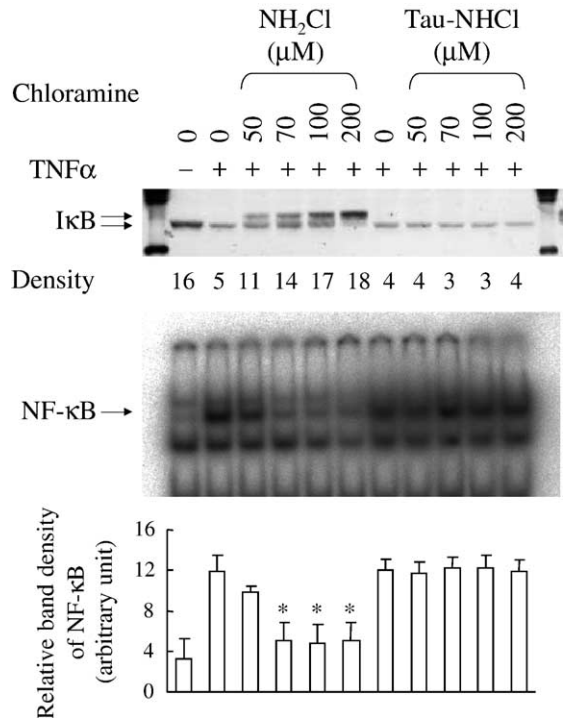 NH₂Cl Tau-NHCl
(μM) (μM)
Chloramine 0 0 50 70 100 200 0 50 70 100 200
TNFα – + + + + + + + + + +
IκB
Density 16 5 11 14 17 18 4 4 3 3 4
NF-κB
Relative band density
of NF-κB
(arbitrary unit)
16
12
8
4
0
* * *